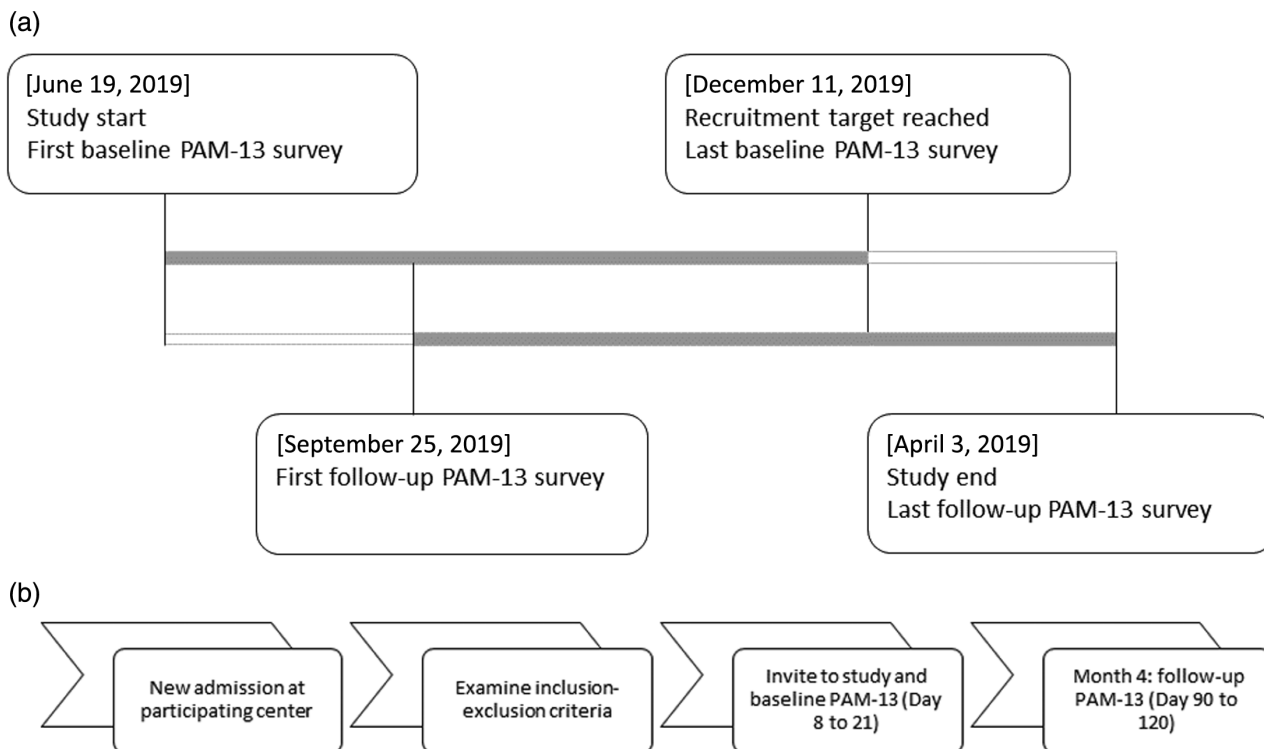 (a)
[June 19, 2019]
Study start
First baseline PAM-13 survey
[December 11, 2019]
Recruitment target reached
Last baseline PAM-13 survey
[September 25, 2019]
First follow-up PAM-13 survey
[April 3, 2019]
Study end
Last follow-up PAM-13 survey
(b)
New admission at
participating center
Examine inclusion-
exclusion criteria
Invite to study and
baseline PAM-13 (Day
8 to 21)
Month 4: follow-up
PAM-13 (Day 90 to
120)